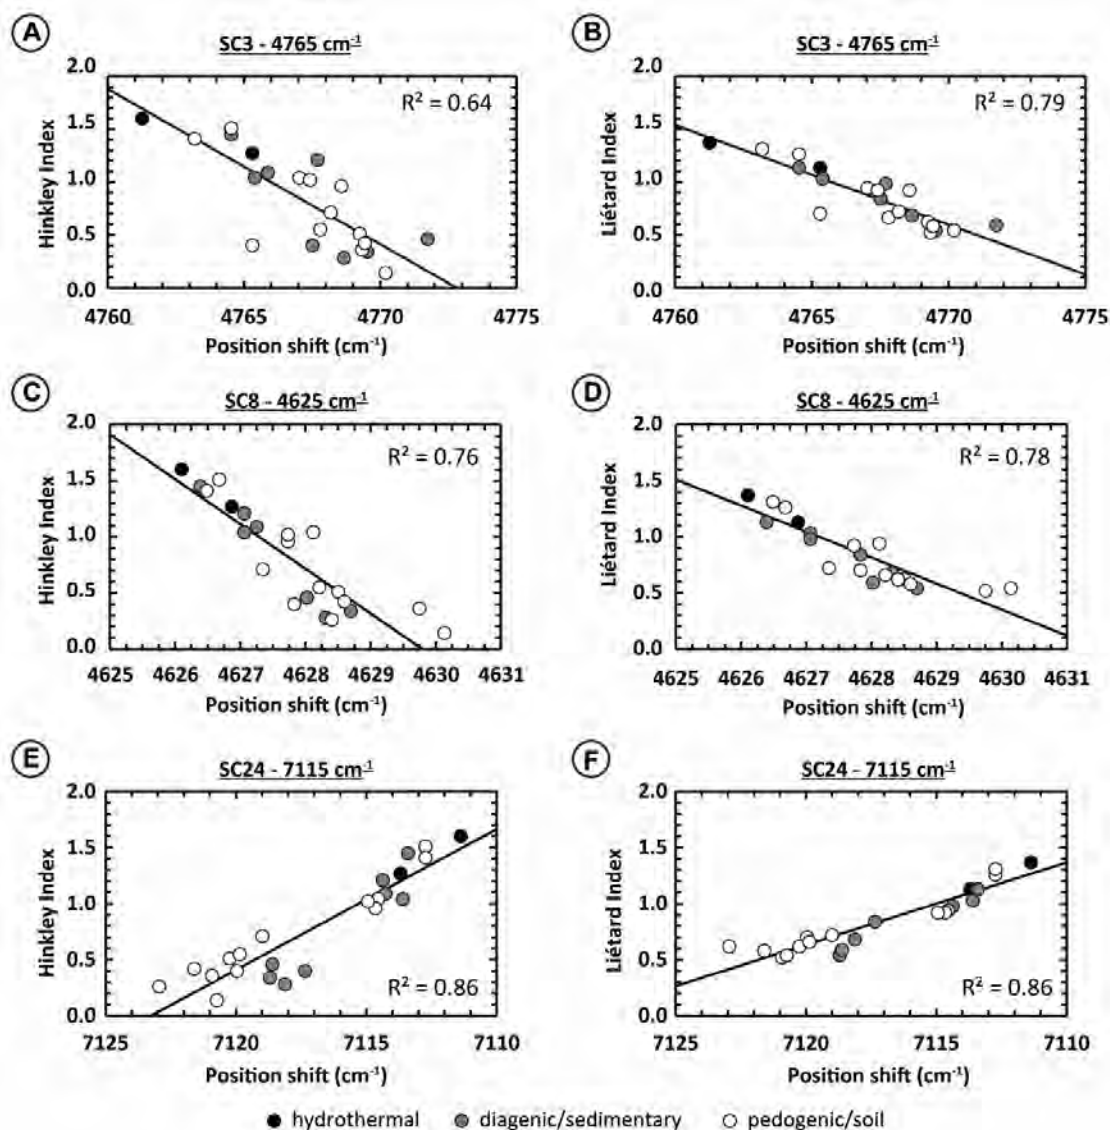 A
SC3 - 4765 cm⁻¹
2.0
1.5
1.0
0.5
0.0
Hinkley Index
R² = 0.64
4760 4765 4770 4775
Position shift (cm⁻¹)
B
SC3 - 4765 cm⁻¹
2.0
1.5
1.0
0.5
0.0
Liétard Index
R² = 0.79
4760 4765 4770 4775
Position shift (cm⁻¹)
C
SC8 - 4625 cm⁻¹
2.0
1.5
1.0
0.5
0.0
Hinkley Index
R² = 0.76
4625 4626 4627 4628 4629 4630 4631
Position shift (cm⁻¹)
D
SC8 - 4625 cm⁻¹
2.0
1.5
1.0
0.5
0.0
Liétard Index
R² = 0.78
4625 4626 4627 4628 4629 4630 4631
Position shift (cm⁻¹)
E
SC24 - 7115 cm⁻¹
2.0
1.5
1.0
0.5
0.0
Hinkley Index
R² = 0.86
7125 7120 7115 7110
Position shift (cm⁻¹)
F
SC24 - 7115 cm⁻¹
2.0
1.5
1.0
0.5
0.0
Liétard Index
R² = 0.86
7125 7120 7115 7110
Position shift (cm⁻¹)
hydrothermal diagenic/sedimentary pedogenic/soil